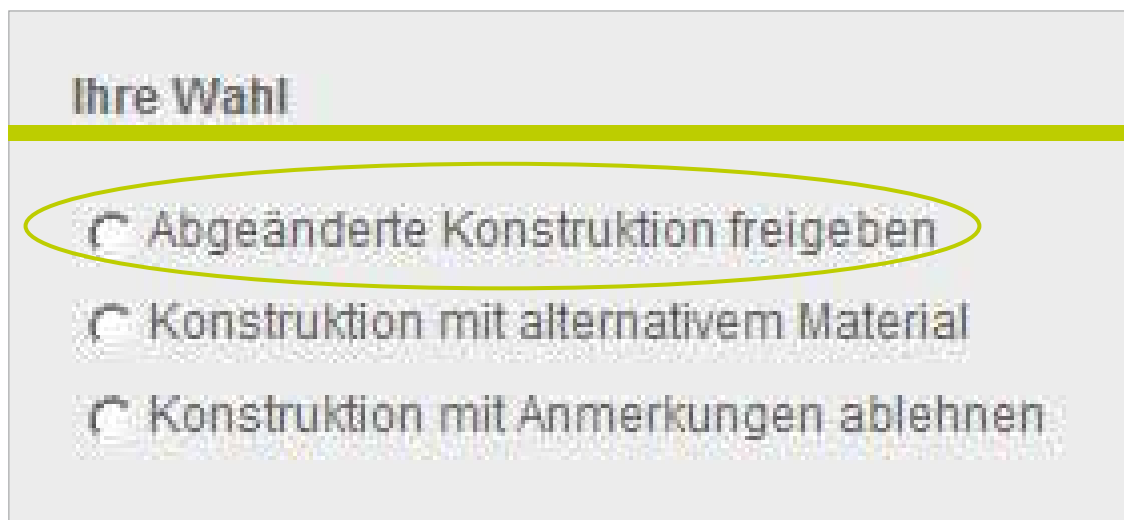 Ihre Wahl
Abgeänderte Konstruktion freigeben
Konstruktion mit alternativem Material
Konstruktion mit Anmerkungen ablehnen